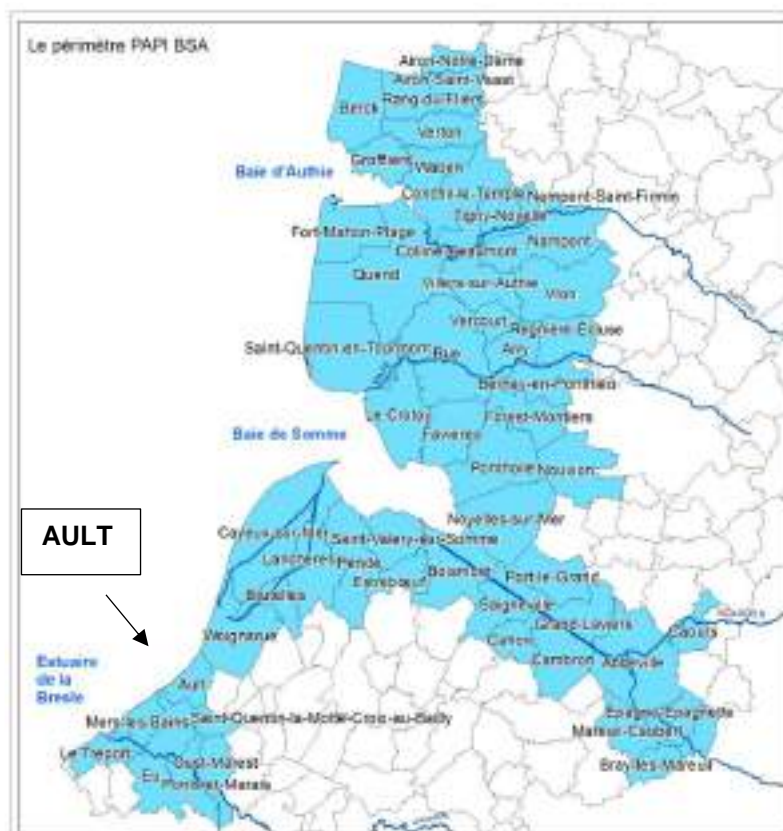 Le périmètre PAPI BSA
Airon-Notre-Dame
Airon-Saint-Vaast
Berck
Rang-du-Fliers
Verton
Groffliers
Waben
Baie d'Authie
Conchil-le-Temple
Nempont-Saint-Firmin
Tigny-Noyelle
Fort-Mahon-Plage
Nampont
Colline-Beaumont
Quend
Villers-sur-Authie
Vron
Vercourt
Regnière-Écluse
Saint-Quentin-en-Tourmont
Rue
Arry
Bernay-en-Ponthieu
Le Crotoy
Forest-Montiers
Baie de Somme
Favières
Ponthoile
Nouvion
Noyelles-sur-Mer
AULT
Cayeux-sur-Mer
Saint-Valery-sur-Somme
Lanchères
Pendé
Boismont
Port-le-Grand
Estrébœuf
Brutelles
Saigneville
Grand-Laviers
Caours
Woignarue
Cahon
Cambron
Abbeville
Estuaire
de la
Bresle
Ault
Epagne-Epagnette
Mers-les-Bains
Saint-Quentin-la-Motte-Croix-au-Bailly
Mareuil-Caubert
Le Tréport
Oust-Marest
Bray-lès-Mareuil
Eu
Ponts-et-Marais